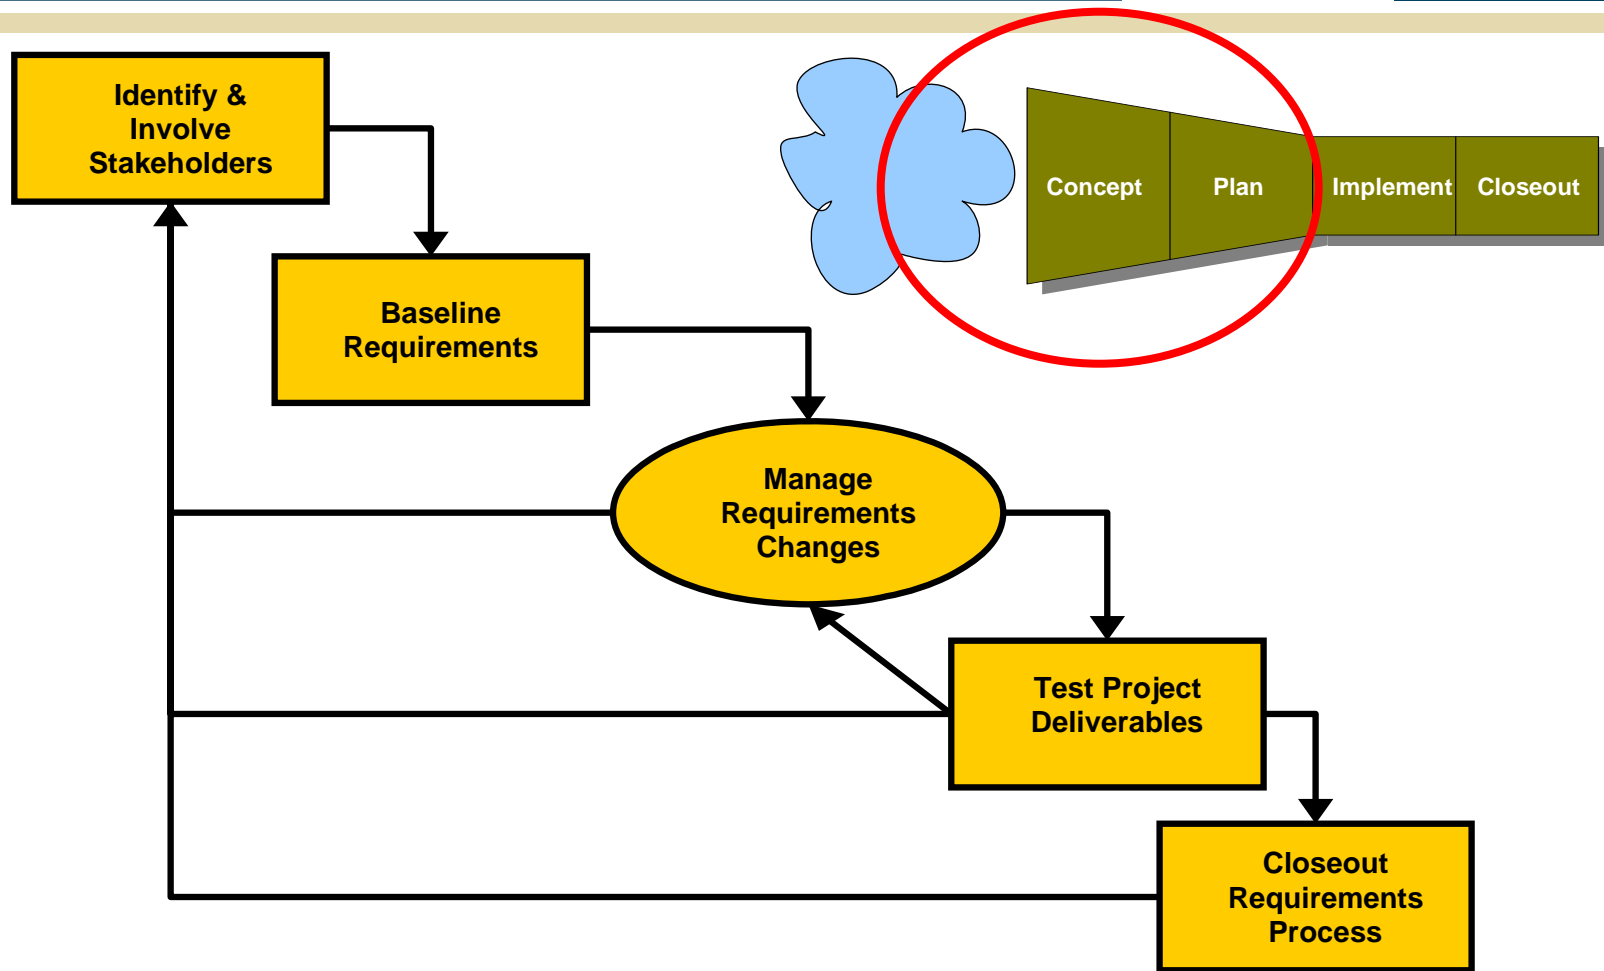 Identify &
Involve
Stakeholders
Concept
Plan
Implement
Closeout
Baseline
Requirements
Manage
Requirements
Changes
Test Project
Deliverables
Closeout
Requirements
Process